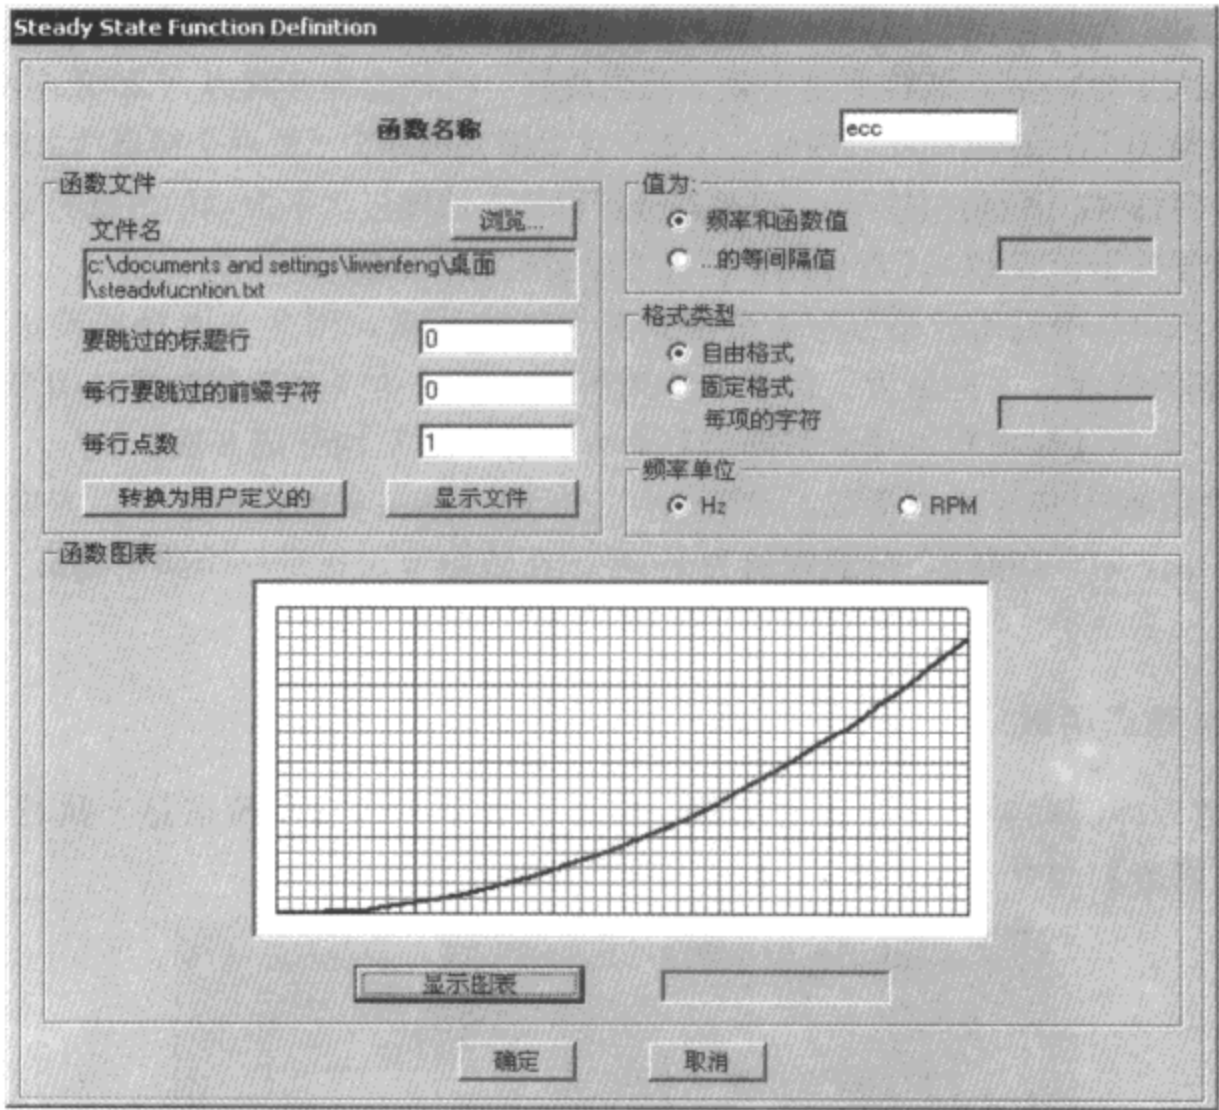 Steady State Function Definition
函数名称
ecc
函数文件
文件名
浏览...
c:\documents and settings\liwenfeng\桌面
\steadyfucntion.txt
要跳过的标题行
0
每行要跳过的前缀字符
0
每行点数
1
转换为用户定义的
显示文件
值为:
频率和函数值
...的等间隔值
格式类型
自由格式
固定格式
每项的字符
频率单位
Hz
RPM
函数图表
显示图表
确定
取消